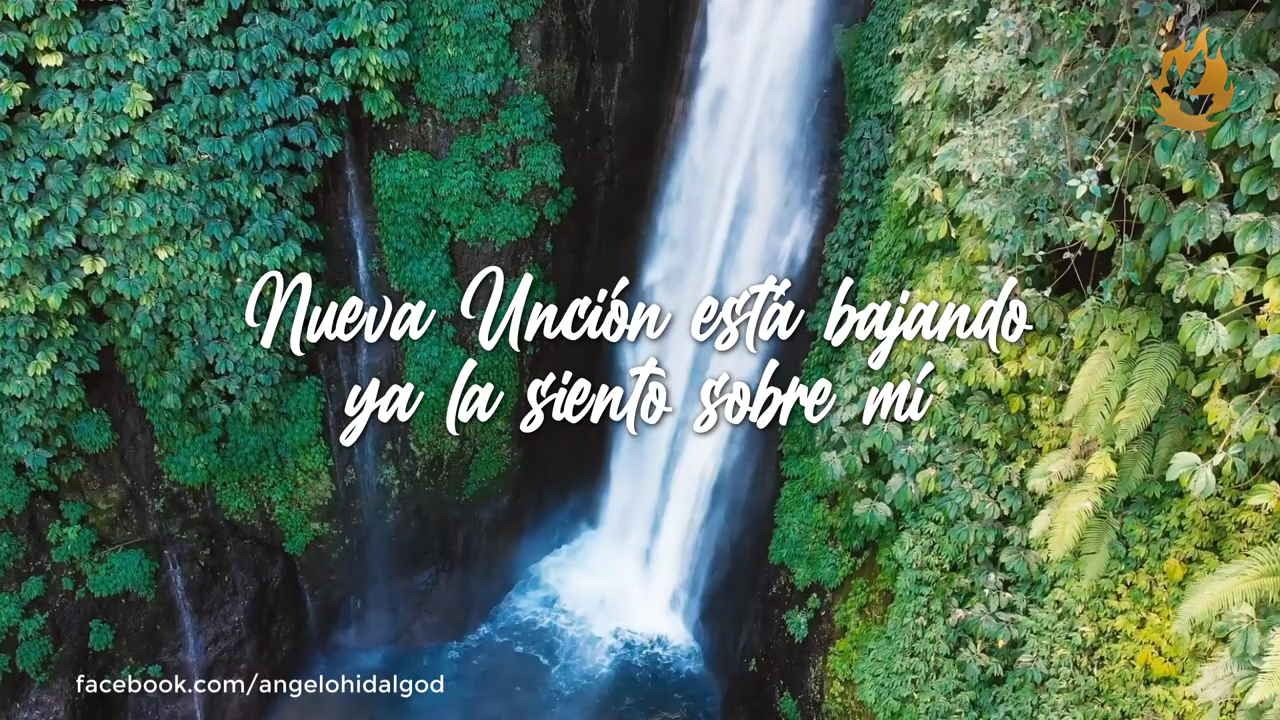 Nueva Unción está bajando
ya la siento sobre mí
facebook.com/angelohidalgod